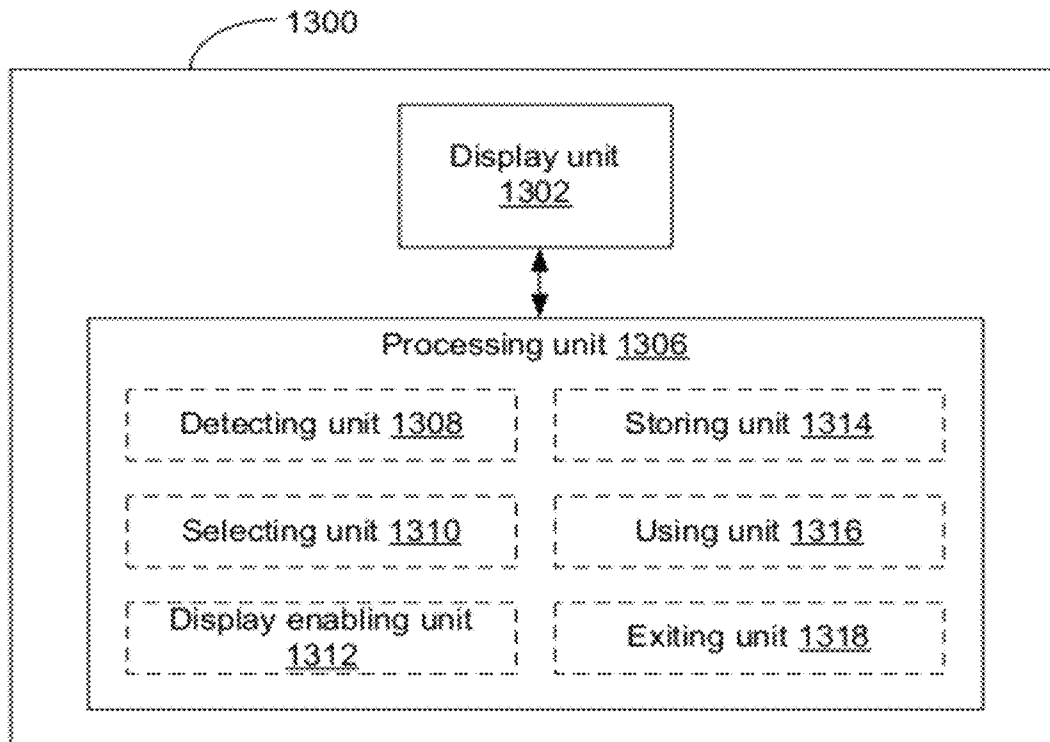 1300
Display unit
1302
Processing unit 1306
Detecting unit 1308
Storing unit 1314
Selecting unit 1310
Using unit 1316
Display enabling unit
1312
Exiting unit 1318